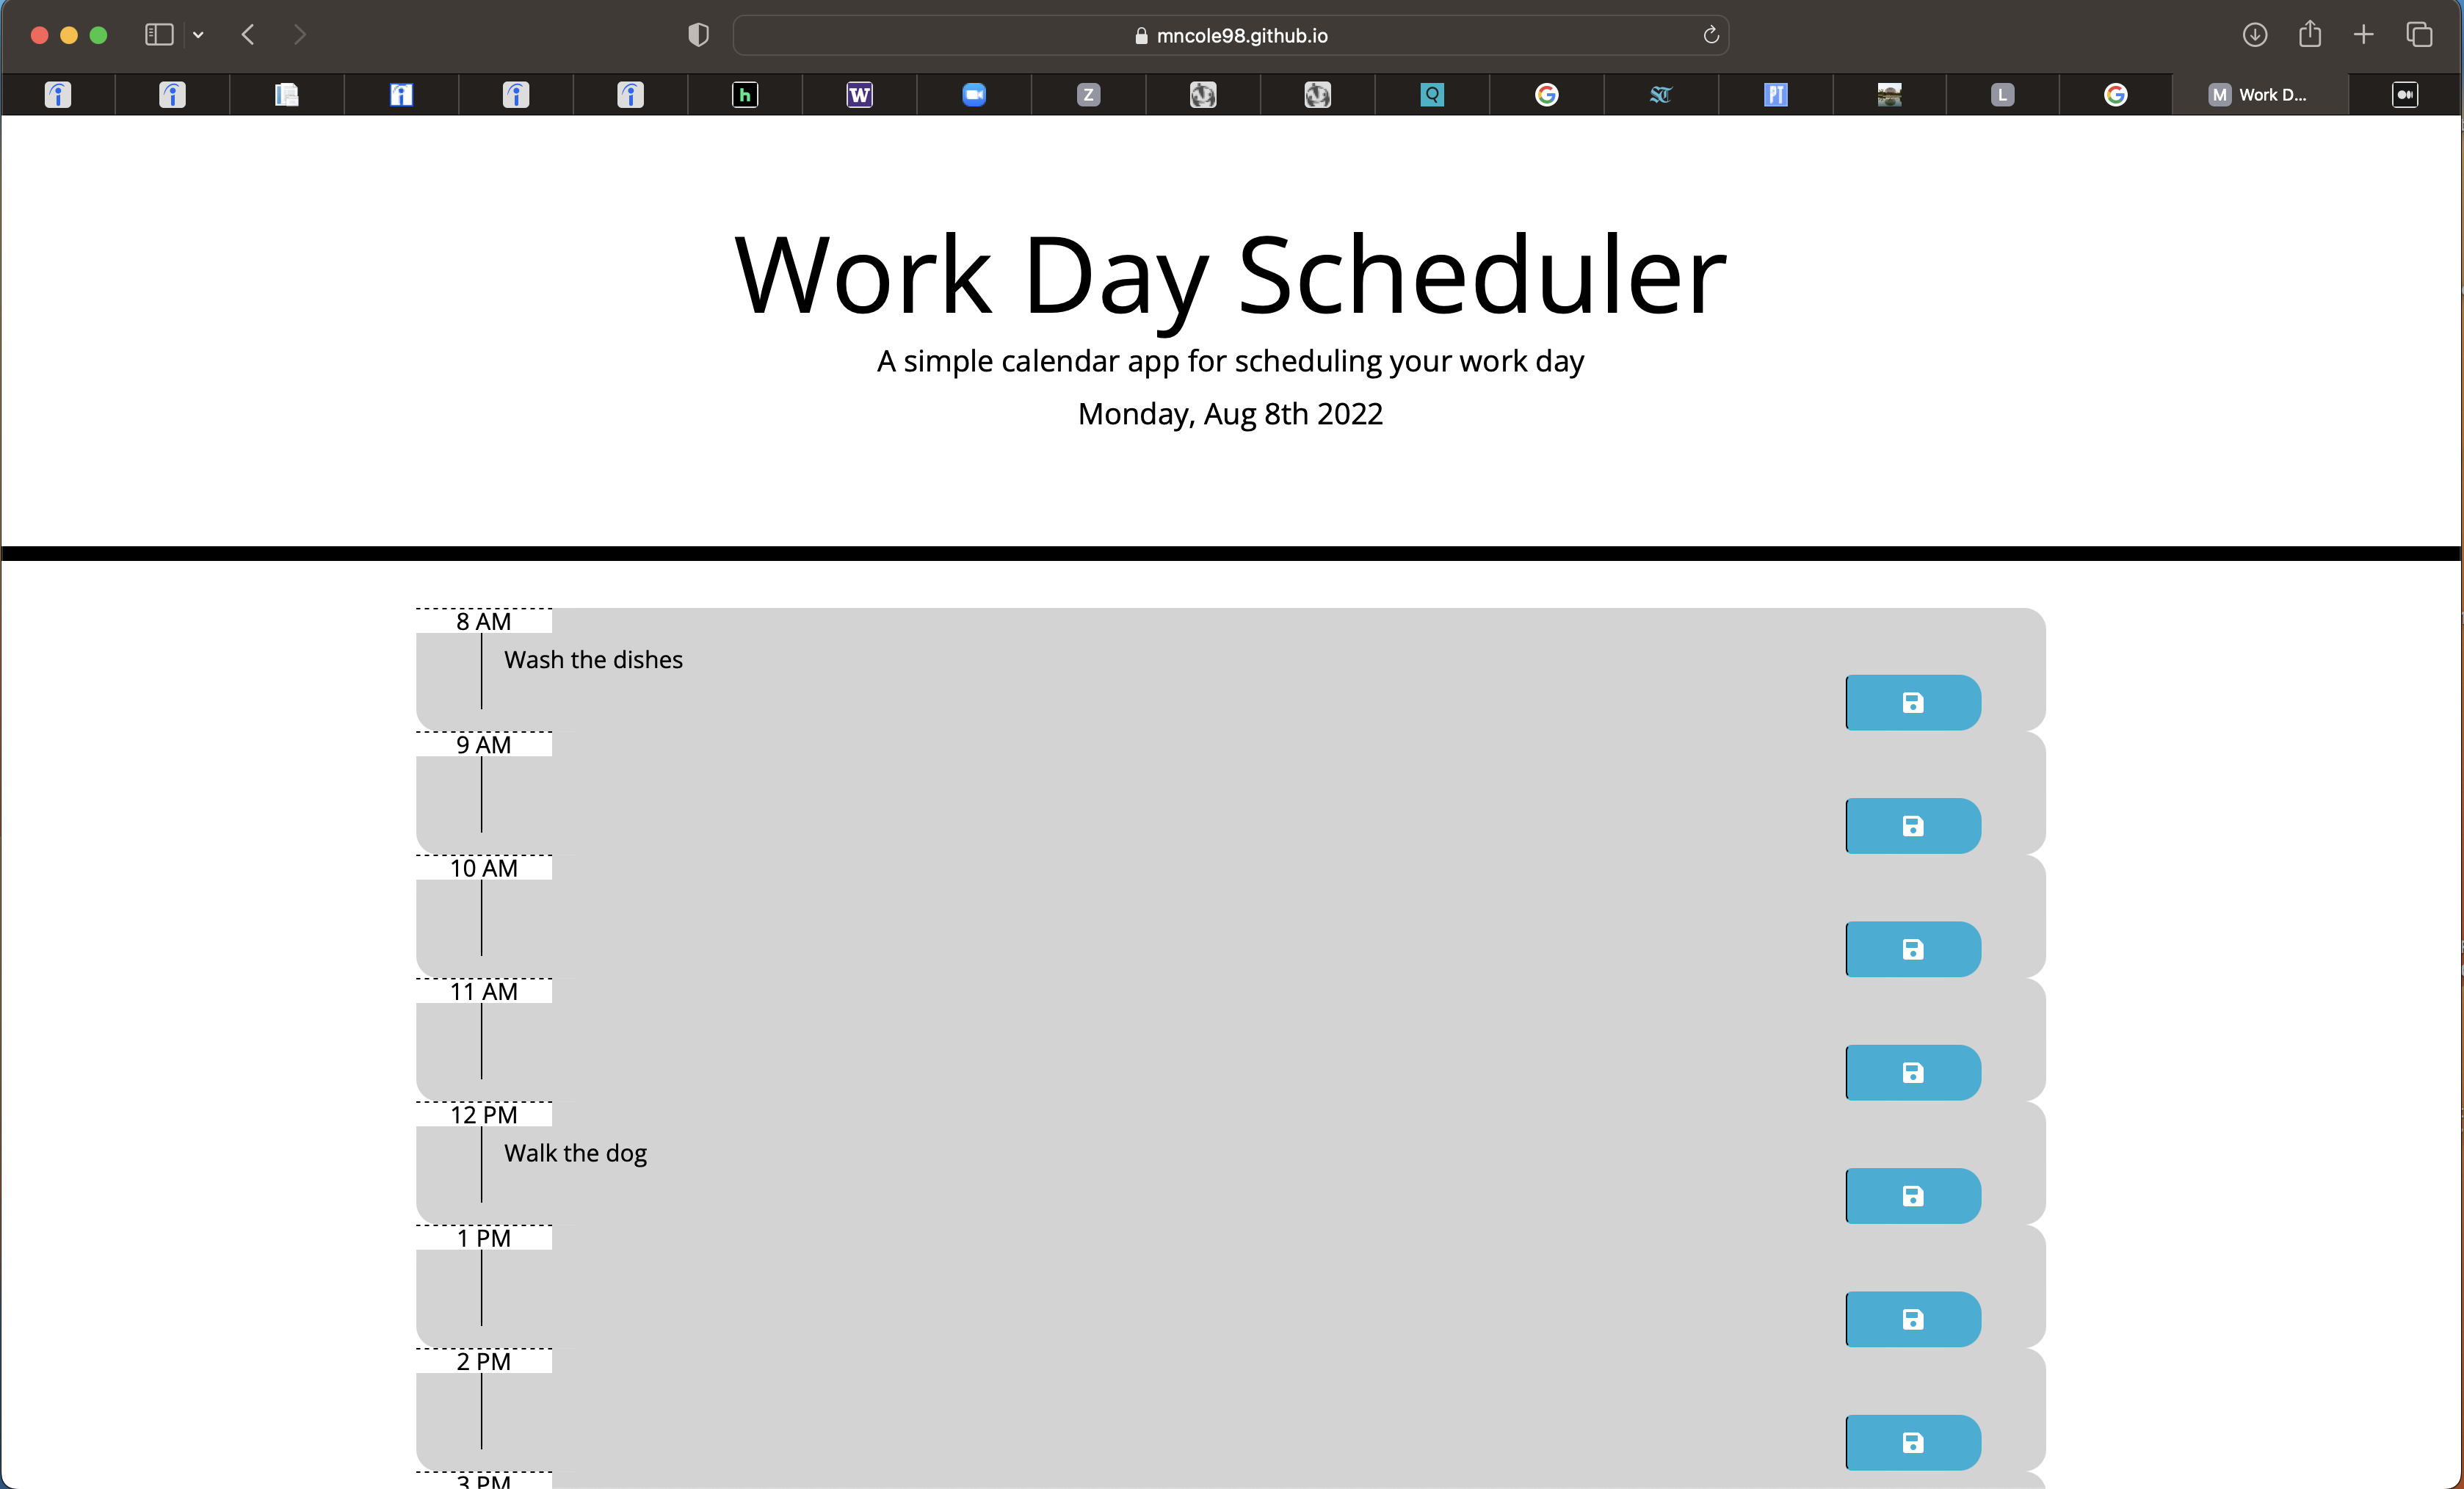 mncole98.github.io
h
W
Z
Q
G
ST
PT
L
G
M Work D...
Work Day Scheduler
A simple calendar app for scheduling your work day
Monday, Aug 8th 2022
8 AM
Wash the dishes
9 AM
10 AM
11 AM
12 PM
Walk the dog
1 PM
2 PM
3 PM